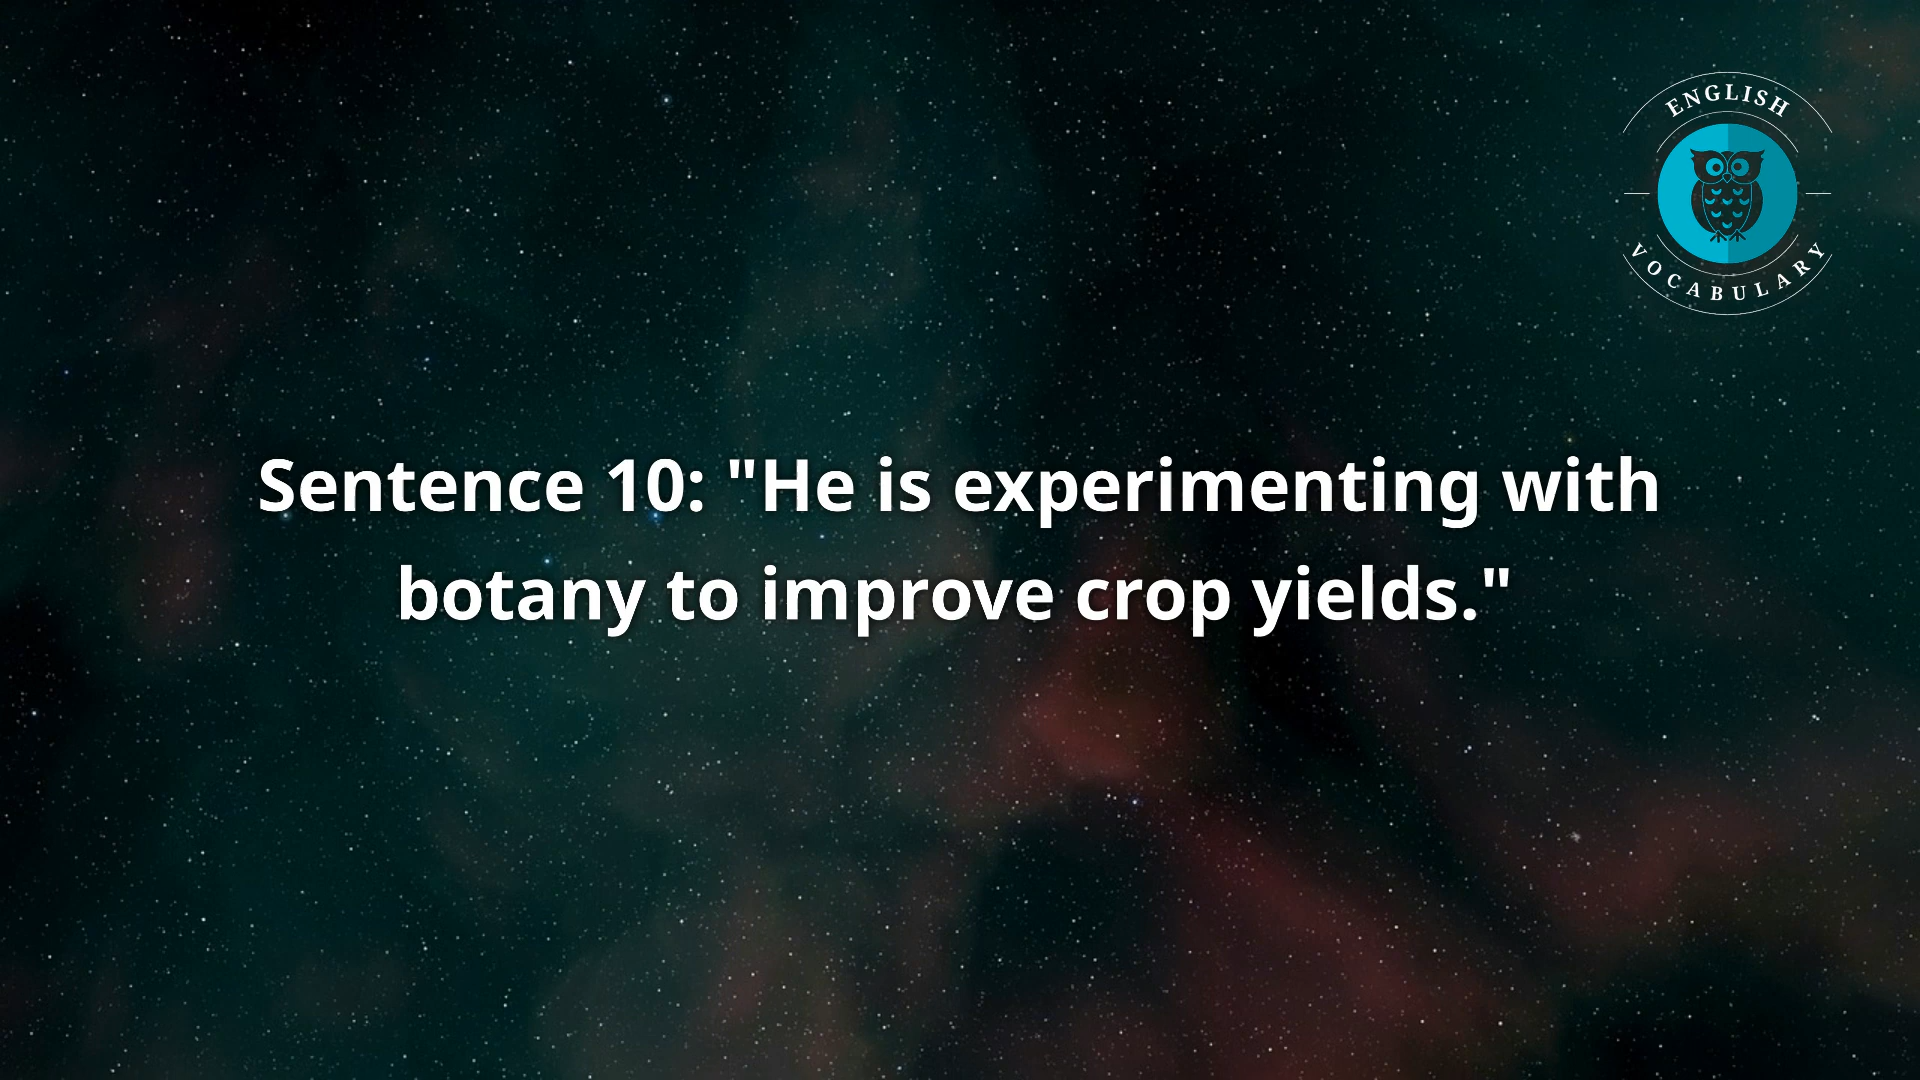 ENGLISH
VOCABULARY
Sentence 10: "He is experimenting with
botany to improve crop yields."